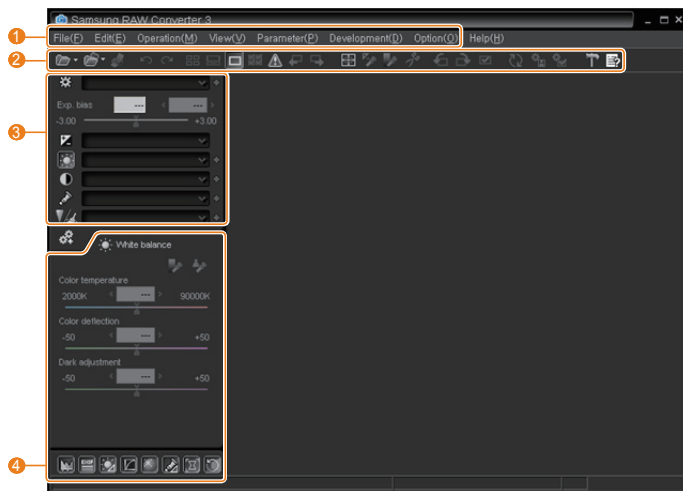 Samsung RAW Converter 3
1
File(F) Edit(E) Operation(M) View(V) Parameter(P) Development(D) Option(O) Help(H)
2
3
Exp. bias ---- ----
-3.00 +3.00
White balance
Color temperature
2000K --- 90000K
Color deflection
-50 --- +50
Dark adjustment
-50 --- +50
4